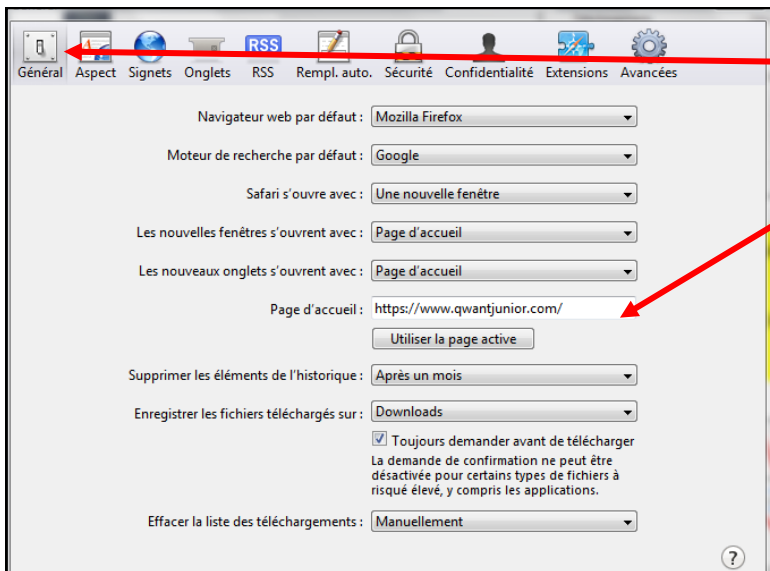 RSS
Général Aspect Signets Onglets RSS Rempl. auto. Sécurité Confidentialité Extensions Avancées
Navigateur web par défaut : Mozilla Firefox
Moteur de recherche par défaut : Google
Safari s'ouvre avec : Une nouvelle fenêtre
Les nouvelles fenêtres s'ouvrent avec : Page d'accueil
Les nouveaux onglets s'ouvrent avec : Page d'accueil
Page d'accueil : https://www.qwantjunior.com/
Utiliser la page active
Supprimer les éléments de l'historique : Après un mois
Enregistrer les fichiers téléchargés sur : Downloads
Toujours demander avant de télécharger
La demande de confirmation ne peut être
désactivée pour certains types de fichiers à
risqué élevé, y compris les applications.
Effacer la liste des téléchargements : Manuellement
?